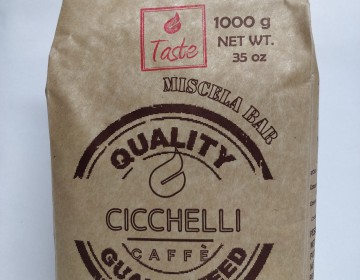 Taste
1000 g
NET WT.
35 oz
MISCELA BAR
QUALITY
CICCHELLI
CAFFÈ